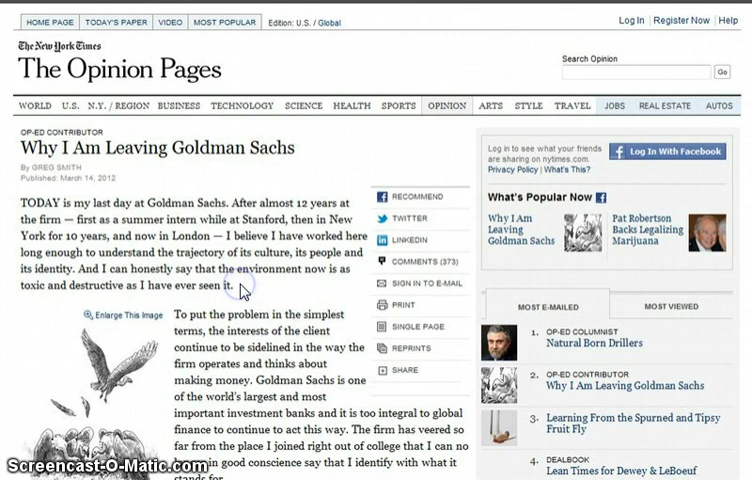 HOME PAGE TODAY'S PAPER VIDEO MOST POPULAR Edition: U.S. / Global
Log In Register Now Help
The New York Times
The Opinion Pages
Search Opinion
Go
WORLD U.S. N.Y. / REGION BUSINESS TECHNOLOGY SCIENCE HEALTH SPORTS OPINION ARTS STYLE TRAVEL JOBS REAL ESTATE AUTOS
OP-ED CONTRIBUTOR
Why I Am Leaving Goldman Sachs
By GREG SMITH
Published: March 14, 2012
TODAY is my last day at Goldman Sachs. After almost 12 years at
the firm — first as a summer intern while at Stanford, then in New
York for 10 years, and now in London — I believe I have worked here
long enough to understand the trajectory of its culture, its people and
its identity. And I can honestly say that the environment now is as
toxic and destructive as I have ever seen it.
Enlarge This Image
To put the problem in the simplest
terms, the interests of the client
continue to be sidelined in the way the
firm operates and thinks about
making money. Goldman Sachs is one
of the world's largest and most
important investment banks and it is too integral to global
finance to continue to act this way. The firm has veered so
far from the place I joined right out of college that I can no
in good conscience say that I identify with what it
stands for.
RECOMMEND
TWITTER
LINKEDIN
COMMENTS (373)
SIGN IN TO E-MAIL
PRINT
SINGLE PAGE
REPRINTS
SHARE
Log in to see what your friends
are sharing on nytimes.com.
Privacy Policy | What's This?
Log In With Facebook
What's Popular Now
Why I Am
Leaving
Goldman Sachs
Pat Robertson
Backs Legalizing
Marijuana
MOST E-MAILED MOST VIEWED
1. OP-ED COLUMNIST
Natural Born Drillers
2. OP-ED CONTRIBUTOR
Why I Am Leaving Goldman Sachs
3. Learning From the Spurned and Tipsy
Fruit Fly
4. DEALBOOK
Lean Times for Dewey & LeBoeuf
Screencast-O-Matic.com